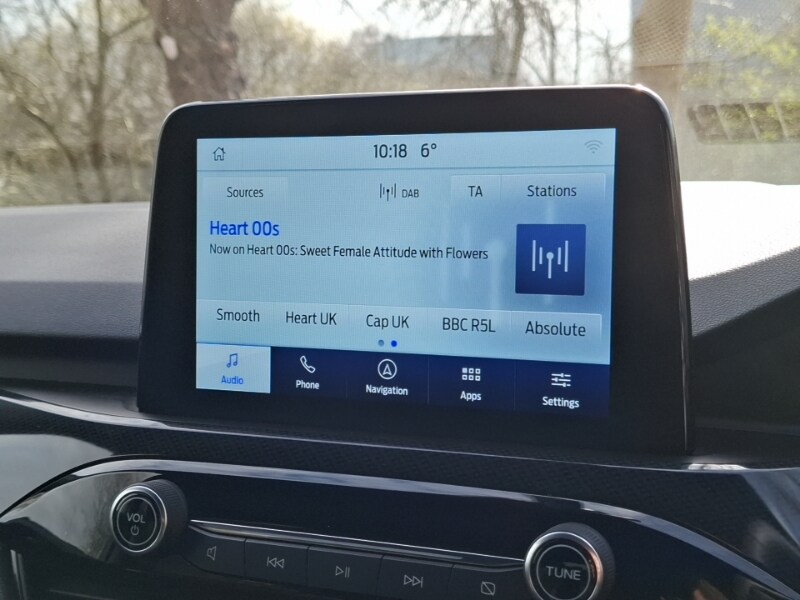 10:18 6°
Sources DAB TA Stations
Heart 00s
Now on Heart 00s: Sweet Female Attitude with Flowers
Smooth Heart UK Cap UK BBC R5L Absolute
Audio Phone Navigation Apps Settings
VOL
TUNE